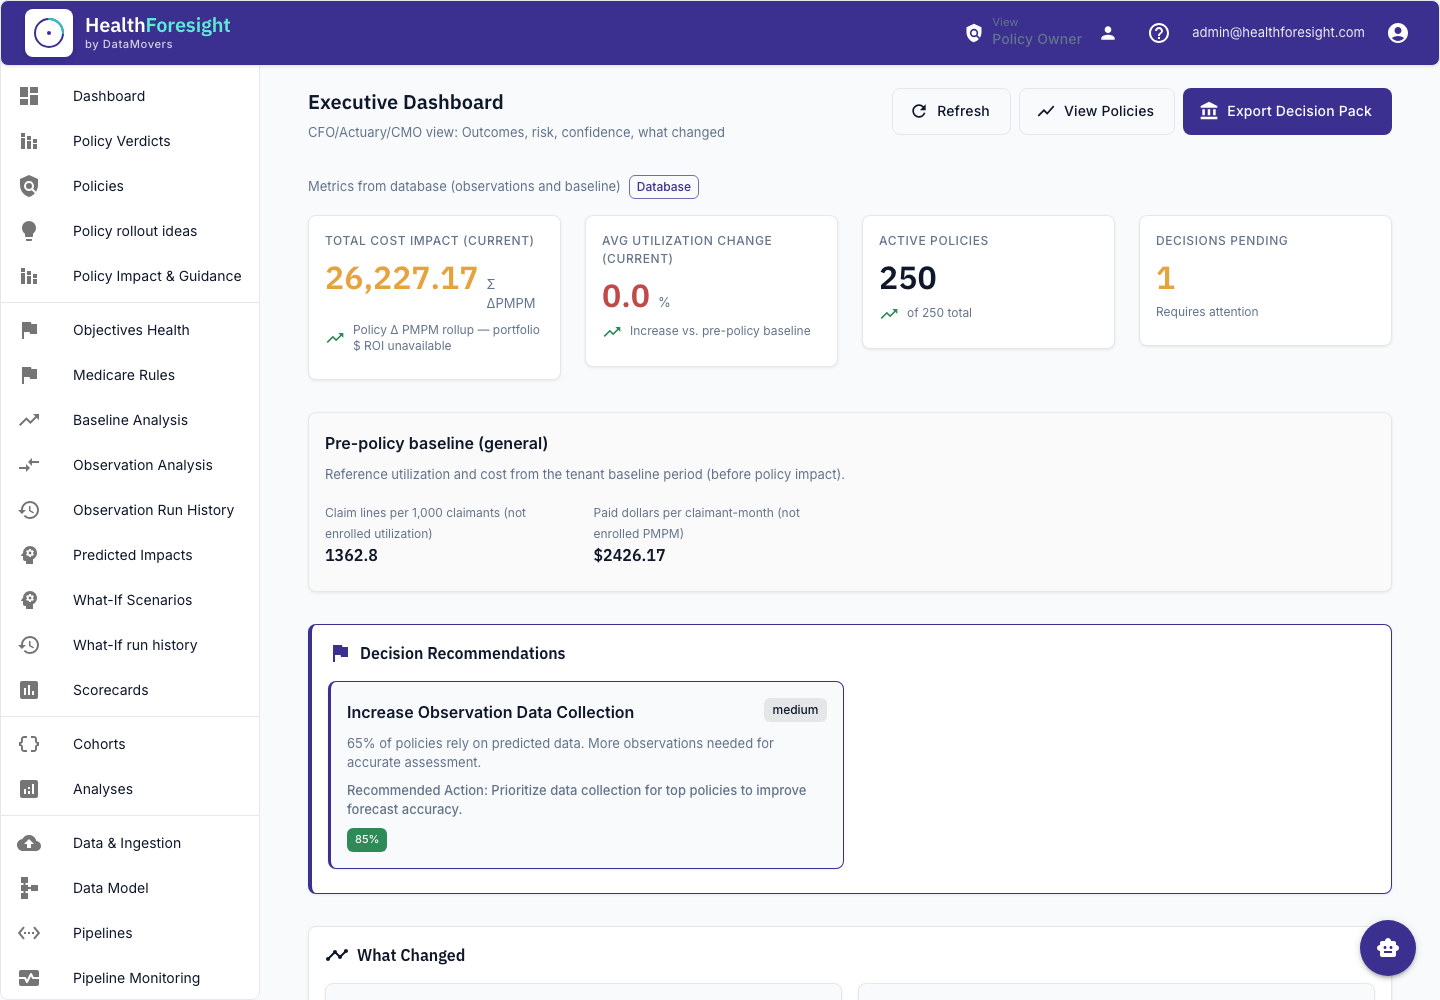 HealthForesight
by DataMovers
View
Policy Owner
admin@healthforesight.com
Dashboard
Policy Verdicts
Policies
Policy rollout ideas
Policy Impact & Guidance
Objectives Health
Medicare Rules
Baseline Analysis
Observation Analysis
Observation Run History
Predicted Impacts
What-If Scenarios
What-If run history
Scorecards
Cohorts
Analyses
Data & Ingestion
Data Model
Pipelines
Pipeline Monitoring
Executive Dashboard
CFO/Actuary/CMO view: Outcomes, risk, confidence, what changed
Refresh
View Policies
Export Decision Pack
Metrics from database (observations and baseline)
Database
TOTAL COST IMPACT (CURRENT)
26,227.17 Σ
ΔPMPM
Policy Δ PMPM rollup — portfolio
$ ROI unavailable
AVG UTILIZATION CHANGE
(CURRENT)
0.0 %
Increase vs. pre-policy baseline
ACTIVE POLICIES
250
of 250 total
DECISIONS PENDING
1
Requires attention
Pre-policy baseline (general)
Reference utilization and cost from the tenant baseline period (before policy impact).
Claim lines per 1,000 claimants (not
enrolled utilization)
1362.8
Paid dollars per claimant-month (not
enrolled PMPM)
$2426.17
Decision Recommendations
Increase Observation Data Collection
medium
65% of policies rely on predicted data. More observations needed for
accurate assessment.
Recommended Action: Prioritize data collection for top policies to improve
forecast accuracy.
85%
What Changed